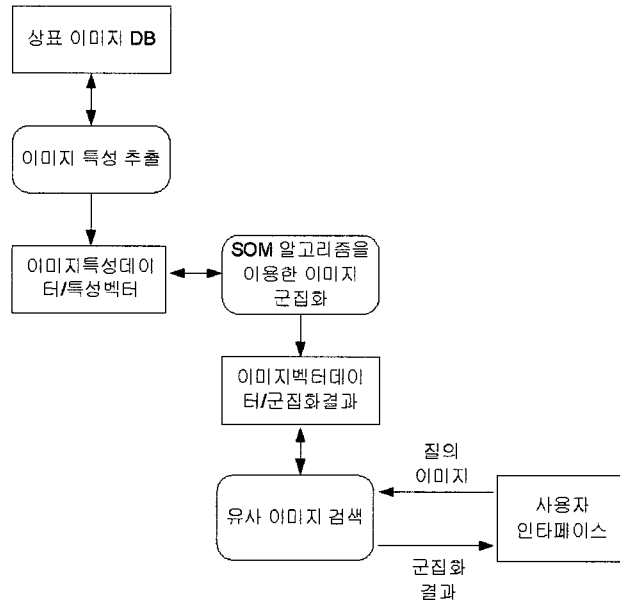 상표 이미지 DB
이미지 특성 추출
이미지특성데이
터/특성벡터
SOM 알고리즘을
이용한 이미지
군집화
이미지벡터데이
터/군집화결과
질의
이미지
유사 이미지 검색
사용자
인타페이스
군집화
결과